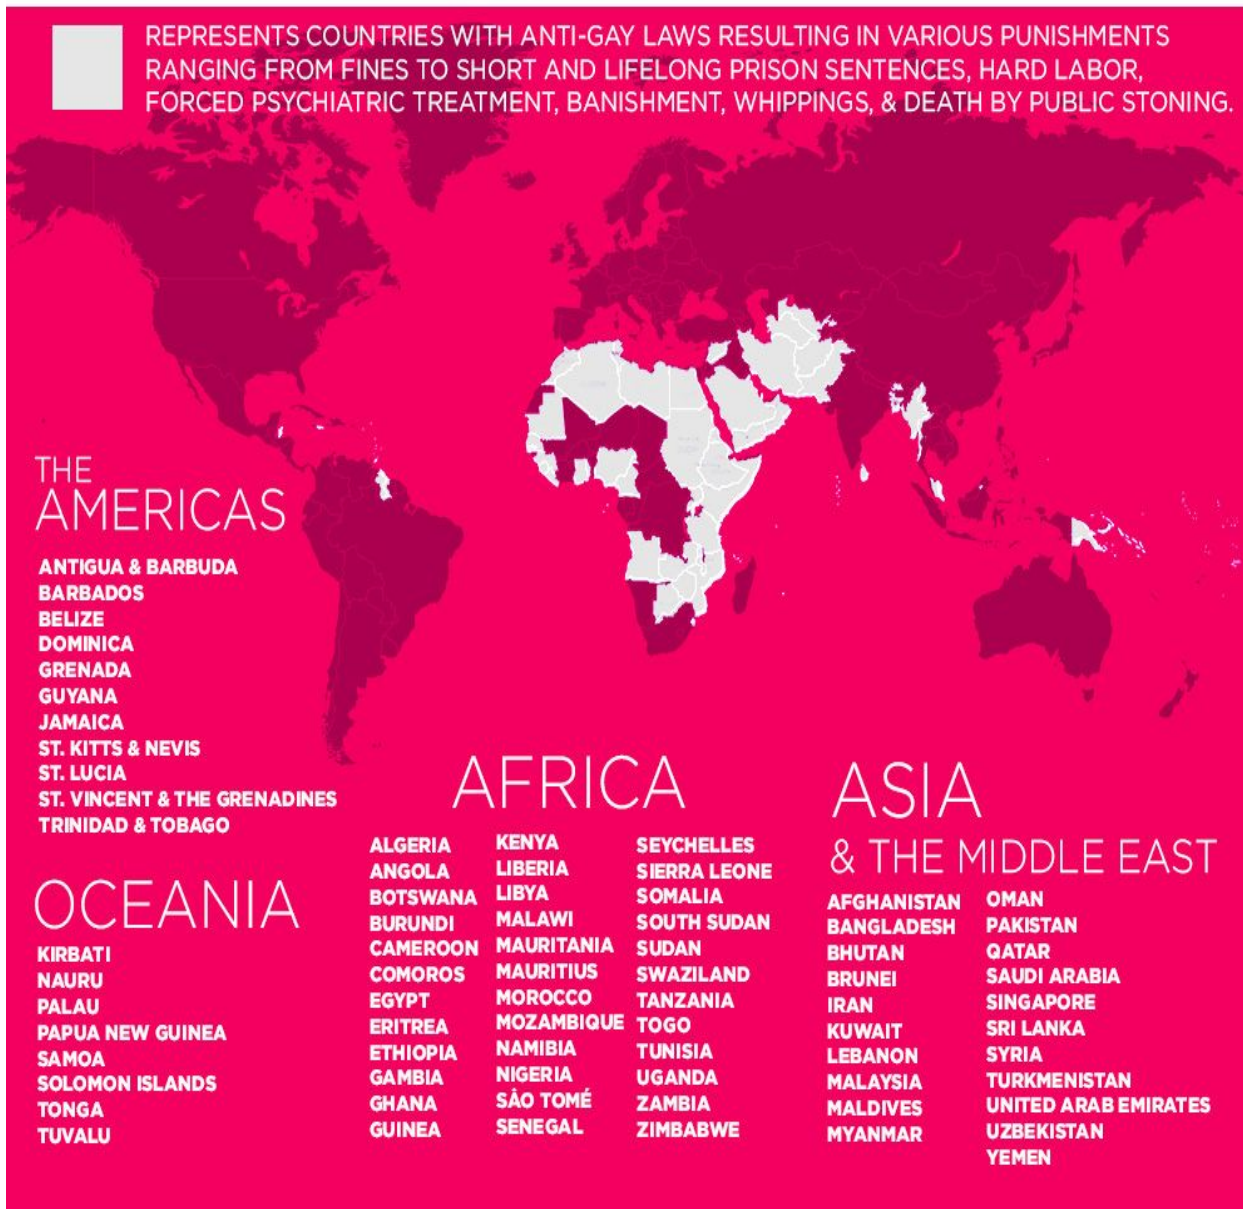 REPRESENTS COUNTRIES WITH ANTI-GAY LAWS RESULTING IN VARIOUS PUNISHMENTS
RANGING FROM FINES TO SHORT AND LIFELONG PRISON SENTENCES, HARD LABOR,
FORCED PSYCHIATRIC TREATMENT, BANISHMENT, WHIPPINGS, & DEATH BY PUBLIC STONING.
THE
AMERICAS
ANTIGUA & BARBUDA
BARBADOS
BELIZE
DOMINICA
GRENADA
GUYANA
JAMAICA
ST. KITTS & NEVIS
ST. LUCIA
ST. VINCENT & THE GRENADINES
TRINIDAD & TOBAGO
OCEANIA
KIRBATI
NAURU
PALAU
PAPUA NEW GUINEA
SAMOA
SOLOMON ISLANDS
TONGA
TUVALU
AFRICA
ALGERIA
ANGOLA
BOTSWANA
BURUNDI
CAMEROON
COMOROS
EGYPT
ERITREA
ETHIOPIA
GAMBIA
GHANA
GUINEA
KENYA
LIBERIA
LIBYA
MALAWI
MAURITANIA
MAURITIUS
MOROCCO
MOZAMBIQUE
NAMIBIA
NIGERIA
SÂO TOMÉ
SENEGAL
SEYCHELLES
SIERRA LEONE
SOMALIA
SOUTH SUDAN
SUDAN
SWAZILAND
TANZANIA
TOGO
TUNISIA
UGANDA
ZAMBIA
ZIMBABWE
ASIA
& THE MIDDLE EAST
AFGHANISTAN
BANGLADESH
BHUTAN
BRUNEI
IRAN
KUWAIT
LEBANON
MALAYSIA
MALDIVES
MYANMAR
OMAN
PAKISTAN
QATAR
SAUDI ARABIA
SINGAPORE
SRI LANKA
SYRIA
TURKMENISTAN
UNITED ARAB EMIRATES
UZBEKISTAN
YEMEN